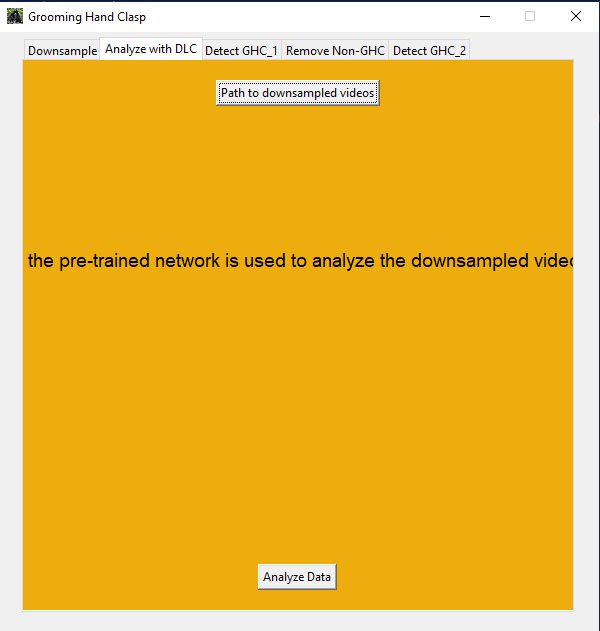 Grooming Hand Clasp
Downsample Analyze with DLC Detect GHC_1 Remove Non-GHC Detect GHC_2
Path to downsampled videos
the pre-trained network is used to analyze the downsampled video
Analyze Data